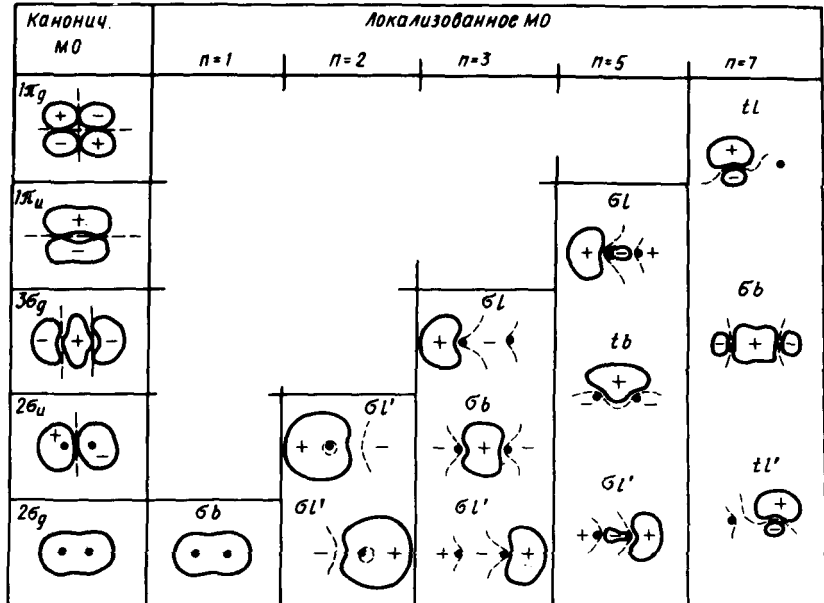 Канонич. МО
Локализованное МО
n=1 n=2 n=3 n=5 n=7
1πg
+ -
- +
tl
+
-
1πu
+
-
σl
+ - +
3σg
- + -
σl
+ -
tb
+
- -
σb
- + -
2σu
+ -
σl'
+ -
σb
- + -
σl'
+ - +
tl'
+
-
2σg
σb
σl'
- +
σl'
+ - +